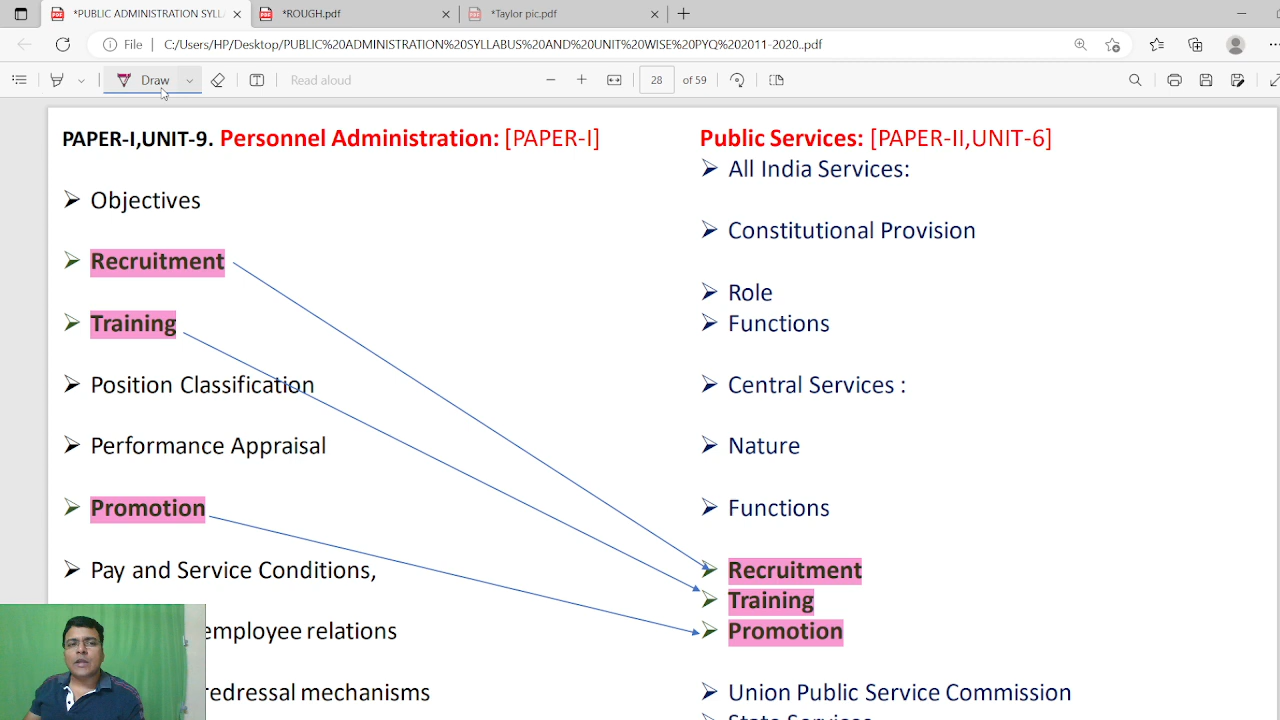 *PUBLIC ADMINISTRATION SYLLA
*ROUGH.pdf
*Taylor pic.pdf
File
C:/Users/HP/Desktop/PUBLIC%20ADMINISTRATION%20SYLLABUS%20AND%20UNIT%20WISE%20PYQ%202011-2020..pdf
Draw
Read aloud
28 of 59
PAPER-I,UNIT-9. Personnel Administration: [PAPER-I]
Objectives
Recruitment
Training
Position Classification
Performance Appraisal
Promotion
Pay and Service Conditions,
employee relations
redressal mechanisms
Public Services: [PAPER-II,UNIT-6]
All India Services:
Constitutional Provision
Role
Functions
Central Services :
Nature
Functions
Recruitment
Training
Promotion
Union Public Service Commission
State Services